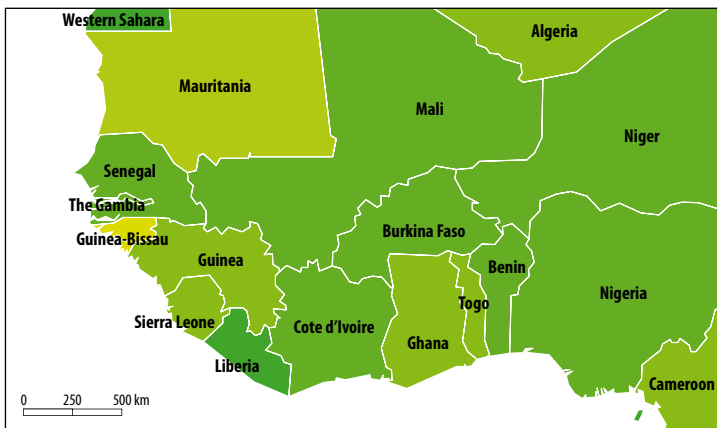 Western Sahara
Algeria
Mauritania
Mali
Niger
Senegal
The Gambia
Guinea-Bissau
Burkina Faso
Guinea
Benin
Nigeria
Togo
Sierra Leone
Cote d'Ivoire
Ghana
Liberia
Cameroon
0 250 500 km